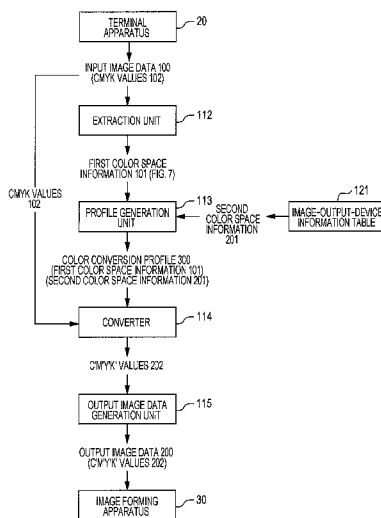 TERMINAL
APPARATUS
20
INPUT IMAGE DATA 100
(CMYK VALUES 102)
EXTRACTION UNIT
112
CMYK VALUES
102
FIRST COLOR SPACE
INFORMATION 101 (FIG. 7)
PROFILE GENERATION
UNIT
113
SECOND
COLOR SPACE
INFORMATION
201
121
IMAGE-OUTPUT-DEVICE
INFORMATION TABLE
COLOR CONVERSION PROFILE 300
(FIRST COLOR SPACE INFORMATION 101)
(SECOND COLOR SPACE INFORMATION 201)
CONVERTER
114
C'M'Y'K' VALUES 202
OUTPUT IMAGE DATA
GENERATION UNIT
115
OUTPUT IMAGE DATA 200
(C'M'Y'K' VALUES 202)
IMAGE FORMING
APPARATUS
30